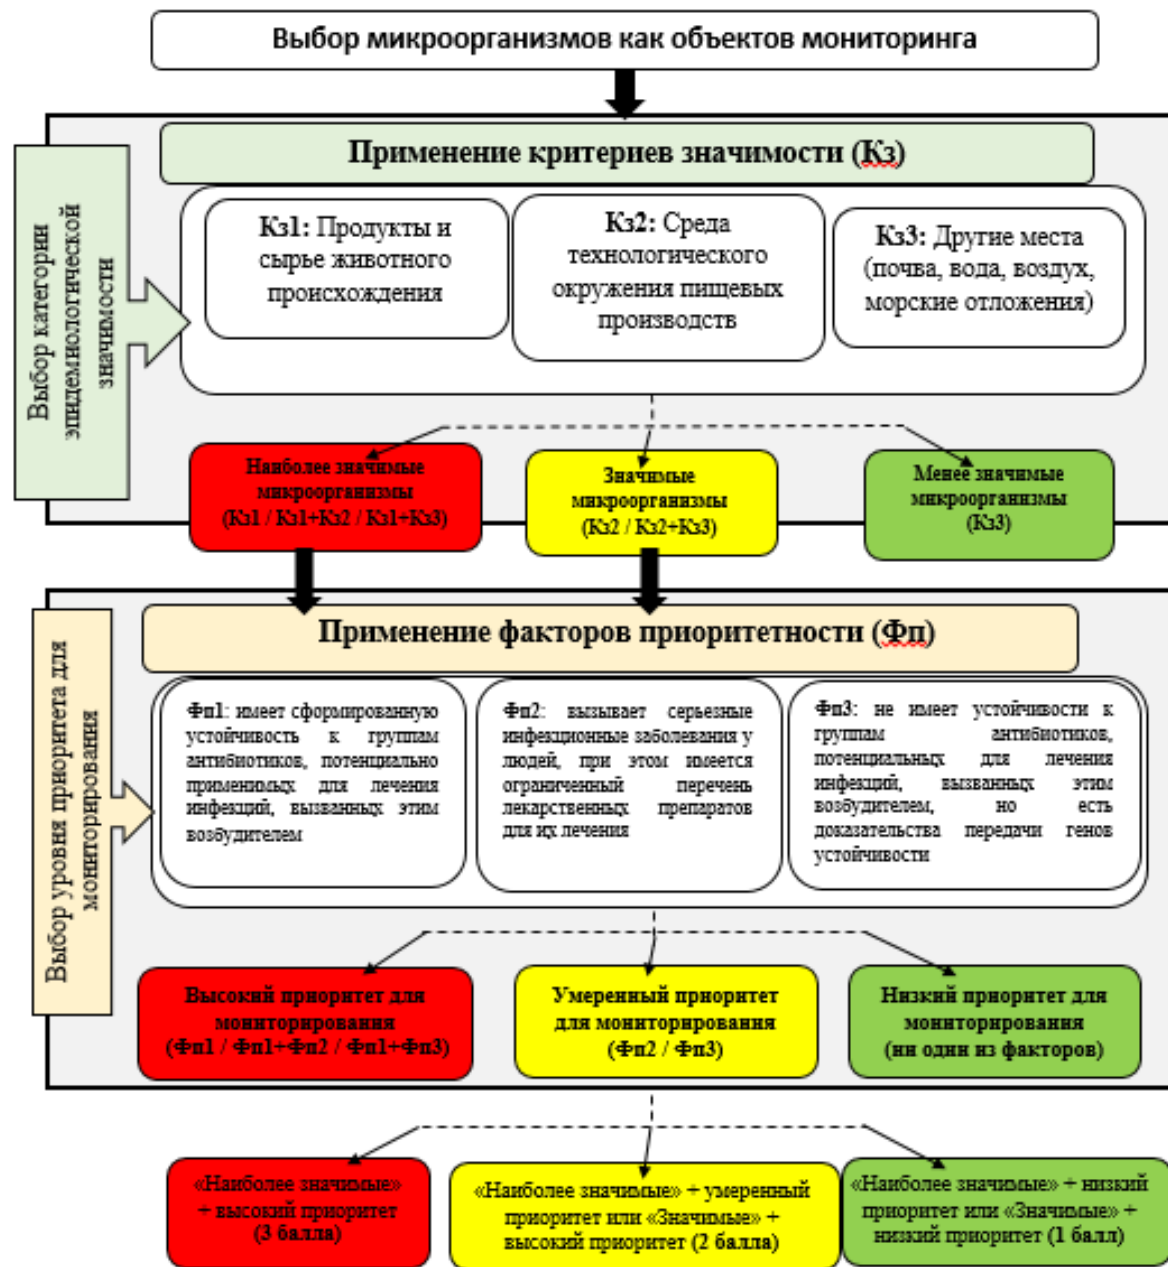 Выбор микроорганизмов как объектов мониторинга
Применение критериев значимости (Кз)
Выбор категории
эпидемиологической
значимости
Кз1: Продукты и
сырье животного
происхождения
Кз2: Среда
технологического
окружения пищевых
производств
Кз3: Другие места
(почва, вода, воздух,
морские отложения)
Наиболее значимые
микроорганизмы
(Кз1 / Кз1+Кз2 / Кз1+Кз3)
Значимые
микроорганизмы
(Кз2 / Кз2+Кз3)
Менее значимые
микроорганизмы
(Кз3)
Применение факторов приоритетности (Фп)
Выбор уровня приоритета для
мониторирования
Фп1: имеет сформированную
устойчивость к группам
антибиотиков, потенциально
применимых для лечения
инфекций, вызванных этим
возбудителем
Фп2: вызывает серьезные
инфекционные заболевания у
людей, при этом имеется
ограниченный перечень
лекарственных препаратов
для их лечения
Фп3: не имеет устойчивости к
группам антибиотиков,
потенциальных для лечения
инфекций, вызванных этим
возбудителем, но есть
доказательства передачи генов
устойчивости
Высокий приоритет для
мониторирования
(Фп1 / Фп1+Фп2 / Фп1+Фп3)
Умеренный приоритет
для мониторирования
(Фп2 / Фп3)
Низкий приоритет для
мониторирования
(ни один из факторов)
«Наиболее значимые»
+ высокий приоритет
(3 балла)
«Наиболее значимые» + умеренный
приоритет или «Значимые» +
высокий приоритет (2 балла)
«Наиболее значимые» + низкий
приоритет или «Значимые» +
низкий приоритет (1 балл)